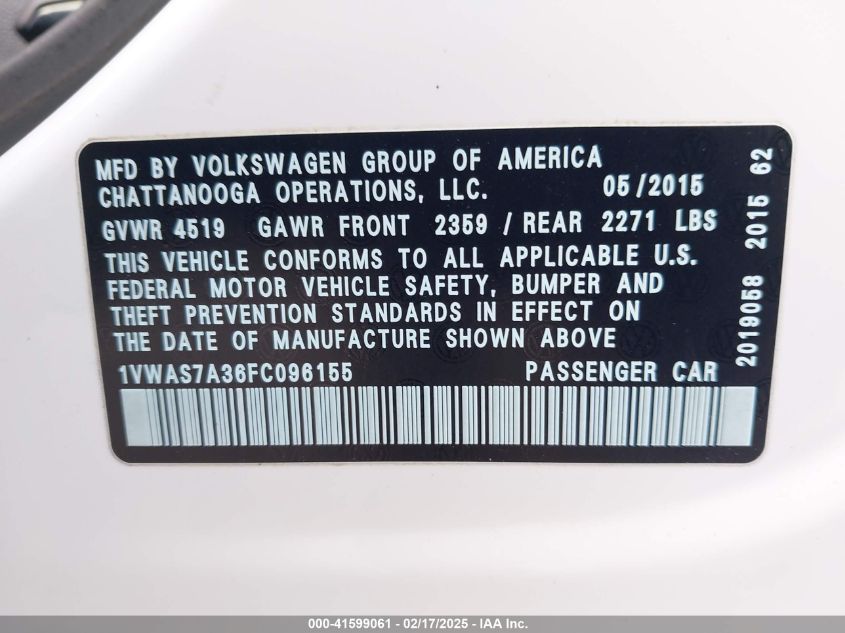 MFD BY VOLKSWAGEN GROUP OF AMERICA
CHATTANOOGA OPERATIONS, LLC. 05/2015
GVWR 4519 GAWR FRONT 2359 / REAR 2271 LBS
THIS VEHICLE CONFORMS TO ALL APPLICABLE U.S.
FEDERAL MOTOR VEHICLE SAFETY, BUMPER AND
THEFT PREVENTION STANDARDS IN EFFECT ON
THE DATE OF MANUFACTURE SHOWN ABOVE
1VWAS7A36FC096155 PASSENGER CAR
2019058 2015 62
000-41599061 - 02/17/2025 - IAA Inc.